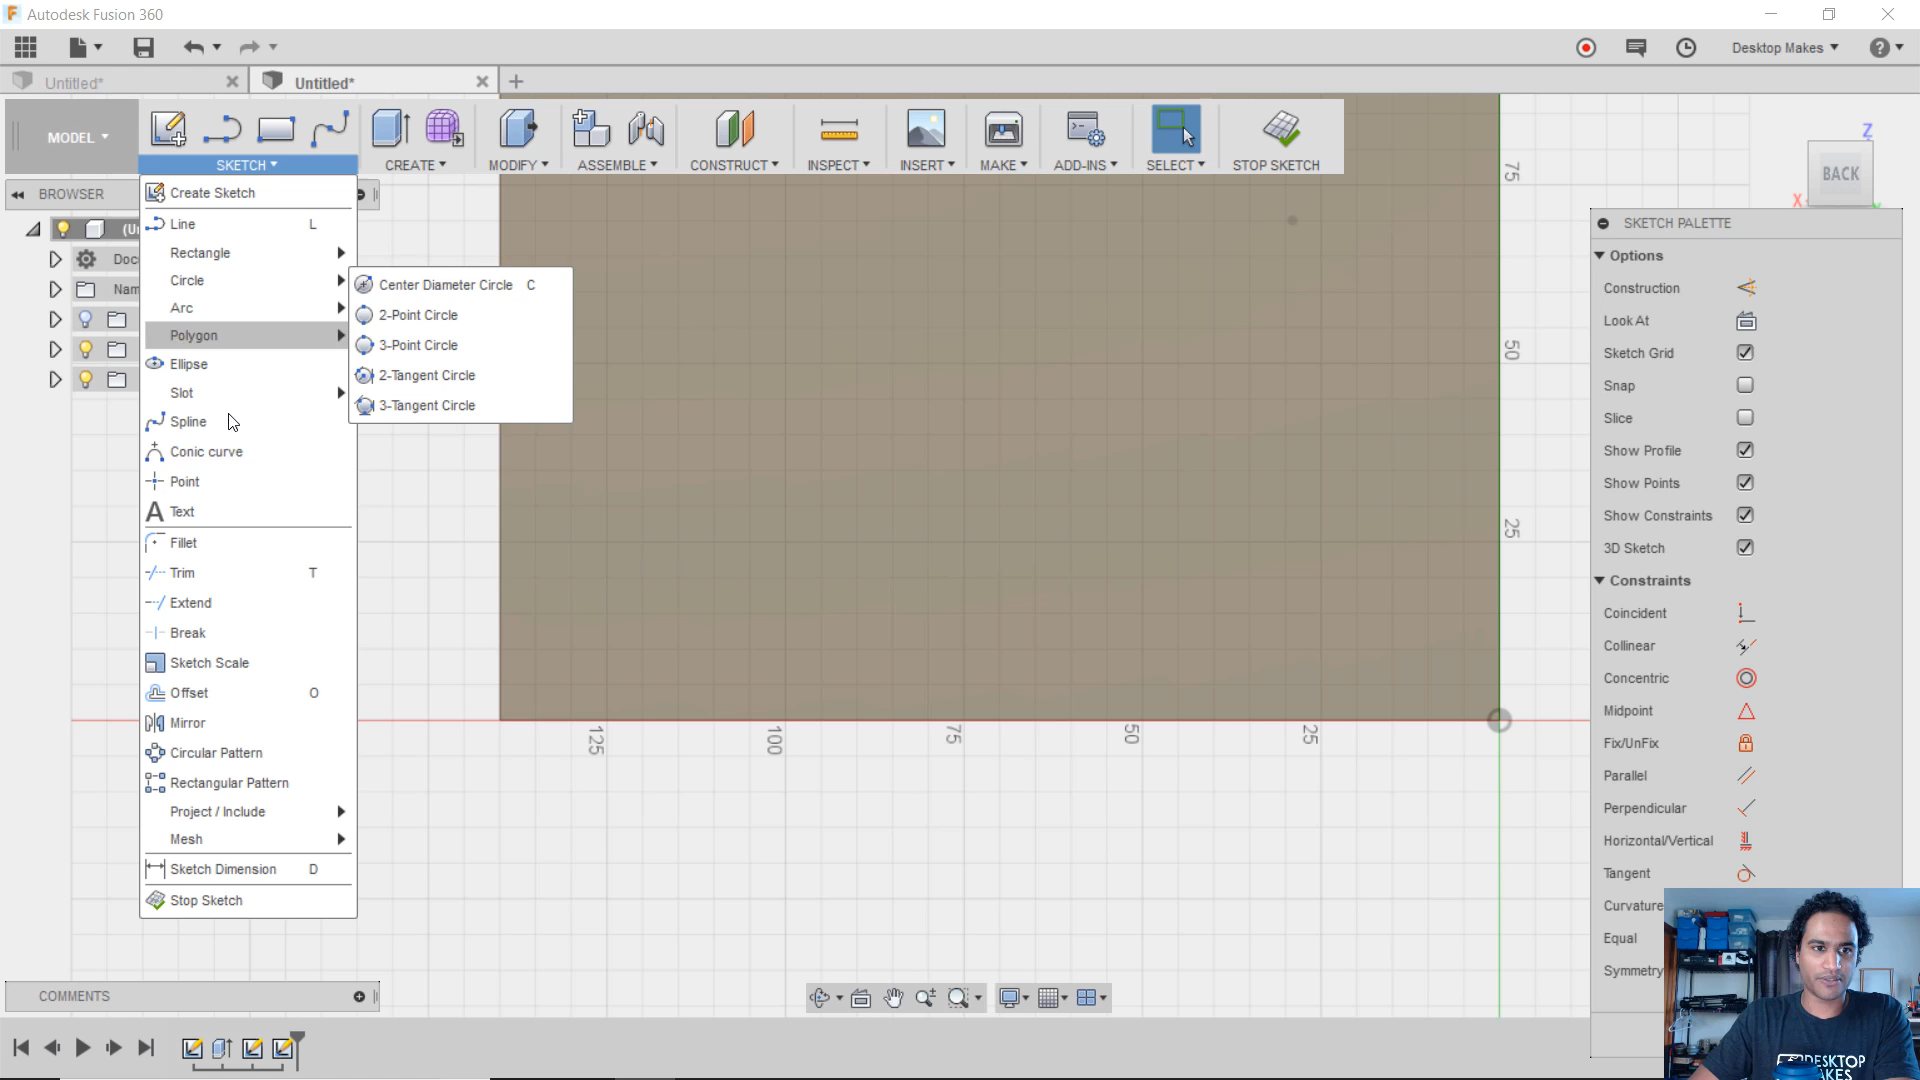 Autodesk Fusion 360
Desktop Makes
Untitled*
Untitled*
MODEL
SKETCH
CREATE
MODIFY
ASSEMBLE
CONSTRUCT
INSPECT
INSERT
MAKE
ADD-INS
SELECT
STOP SKETCH
BROWSER
(U
Doc
Nam
Create Sketch
Line L
Rectangle
Circle
Arc
Polygon
Ellipse
Slot
Spline
Conic curve
Point
Text
Fillet
Trim T
Extend
Break
Sketch Scale
Offset O
Mirror
Circular Pattern
Rectangular Pattern
Project / Include
Mesh
Sketch Dimension D
Stop Sketch
Center Diameter Circle C
2-Point Circle
3-Point Circle
2-Tangent Circle
3-Tangent Circle
75
50
25
125
100
75
50
25
Z
BACK
X
SKETCH PALETTE
Options
Construction
Look At
Sketch Grid
Snap
Slice
Show Profile
Show Points
Show Constraints
3D Sketch
Constraints
Coincident
Collinear
Concentric
Midpoint
Fix/UnFix
Parallel
Perpendicular
Horizontal/Vertical
Tangent
Curvature
Equal
Symmetry
COMMENTS
DESKTOP
MAKES